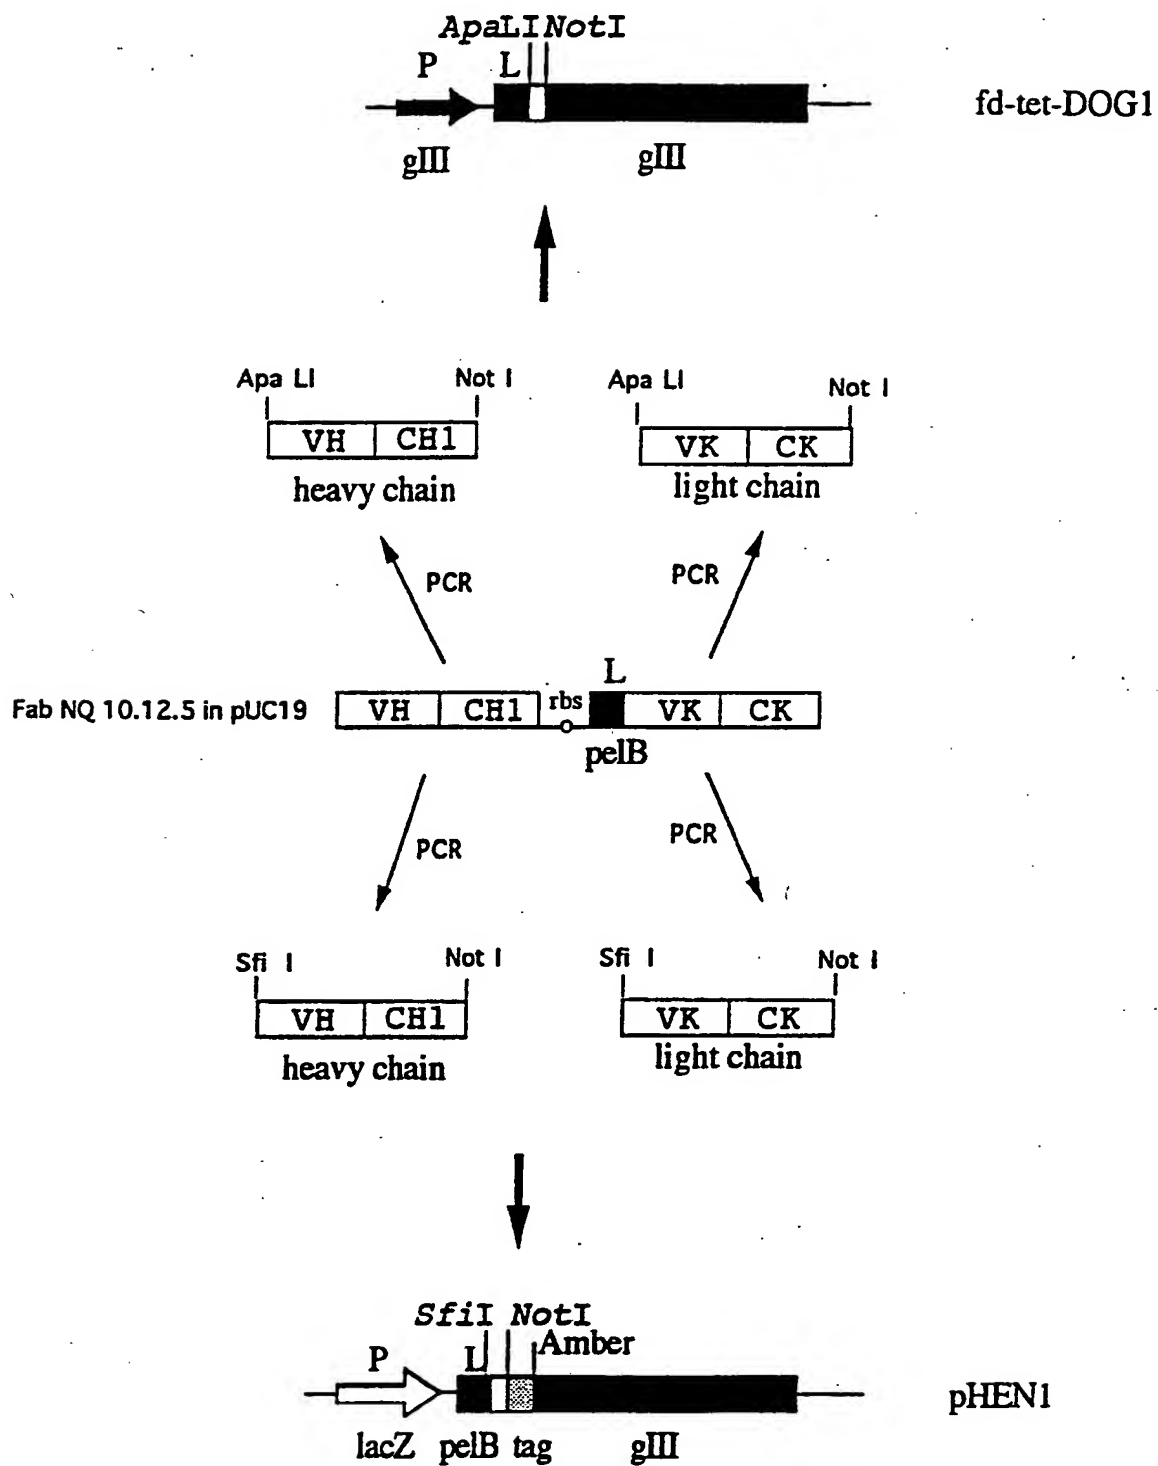 ApaLI NotI
P L
fd-tet-DOG1
gIII gIII
Apa LI Not I Apa LI Not I
VH CH1 VK CK
heavy chain light chain
PCR PCR
L
Fab NQ 10.12.5 in pUC19 VH CH1 rbs VK CK
pelB
PCR PCR
Sfi I Not I Sfi I Not I
VH CH1 VK CK
heavy chain light chain
SfiI NotI
P L Amber
pHEN1
lacZ pelB tag gIII